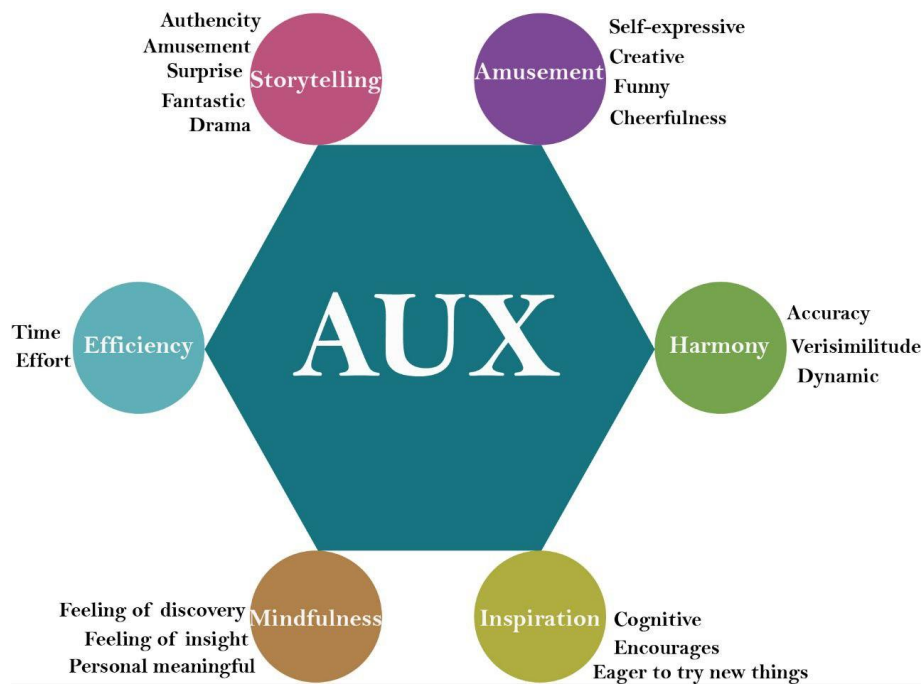 Authencity
Amusement
Surprise
Fantastic
Drama
Storytelling
Amusement
Self-expressive
Creative
Funny
Cheerfulness
Time
Effort
Efficiency
AUX
Harmony
Accuracy
Verisimilitude
Dynamic
Feeling of discovery
Feeling of insight
Personal meaningful
Mindfulness
Inspiration
Cognitive
Encourages
Eager to try new things